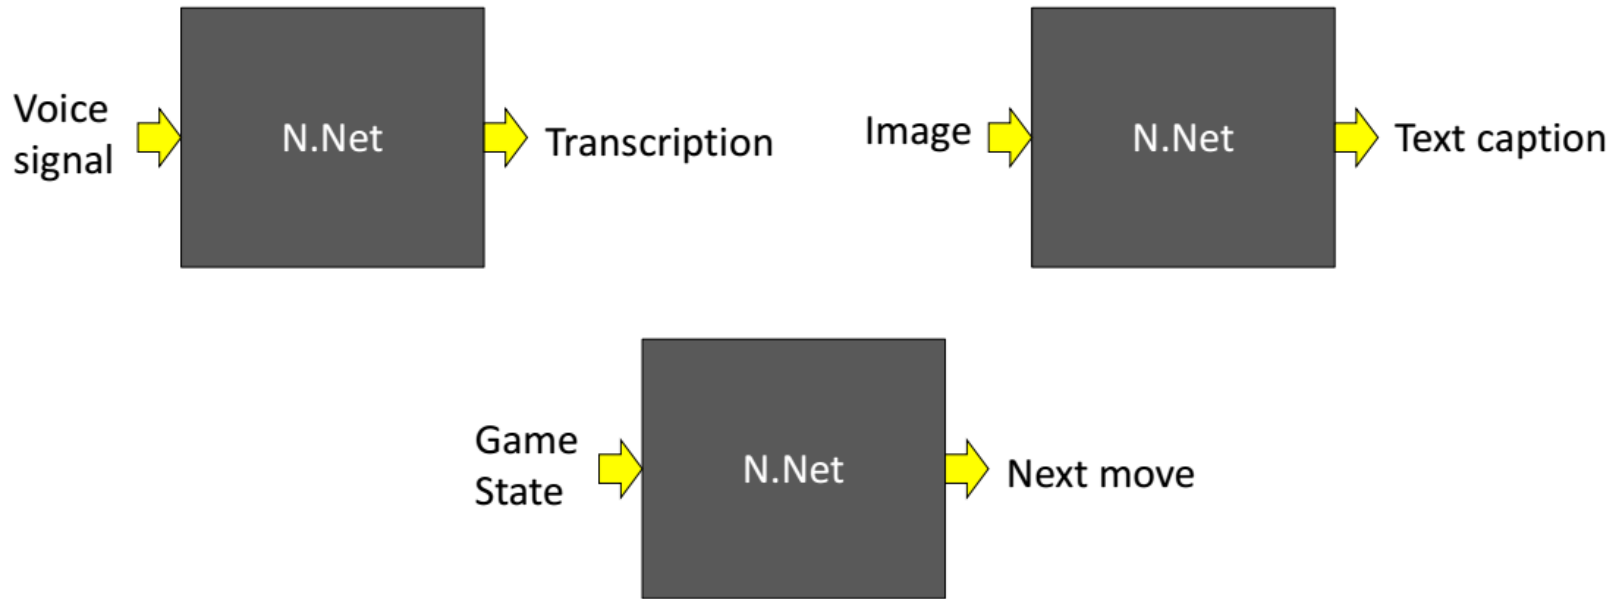 Voice
signal
N.Net
Transcription
Image
N.Net
Text caption
Game
State
N.Net
Next move